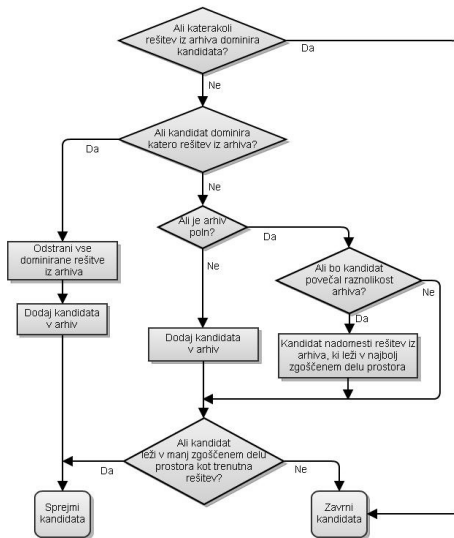 Ali katerakoli
rešitev iz arhiva dominira
kandidata?
Da
Ne
Ali kandidat dominira
katero rešitev iz arhiva?
Da
Ne
Ali je arhiv
poln?
Da
Ne
Odstrani vse
dominirane rešitve
iz arhiva
Ali bo kandidat
povečal raznolikost
arhiva?
Ne
Da
Dodaj kandidata
v arhiv
Dodaj kandidata
v arhiv
Kandidat nadomesti rešitev iz
arhiva, ki leži v najbolj
zgoščenem delu prostora
Ali kandidat
leži v manj zgoščenem delu
prostora kot trenutna
rešitev?
Da
Ne
Sprejmi
kandidata
Zavrni
kandidata